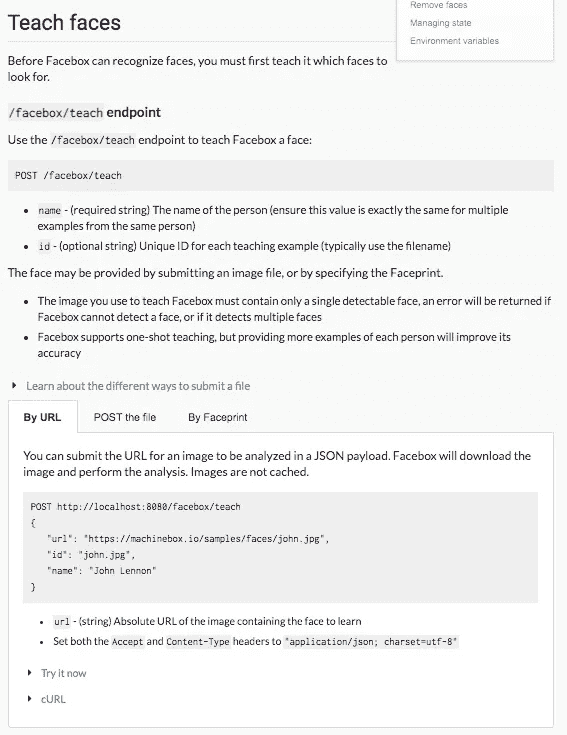 Remove faces
Managing state
Environment variables
Teach faces
Before Facebox can recognize faces, you must first teach it which faces to
look for.
/facebox/teach endpoint
Use the /facebox/teach endpoint to teach Facebox a face:
POST /facebox/teach
• name - (required string) The name of the person (ensure this value is exactly the same for multiple
examples from the same person)
• id - (optional string) Unique ID for each teaching example (typically use the filename)
The face may be provided by submitting an image file, or by specifying the Faceprint.
• The image you use to teach Facebox must contain only a single detectable face, an error will be returned if
Facebox cannot detect a face, or if it detects multiple faces
• Facebox supports one-shot teaching, but providing more examples of each person will improve its
accuracy
Learn about the different ways to submit a file
By URL POST the file By Faceprint
You can submit the URL for an image to be analyzed in a JSON payload. Facebox will download the
image and perform the analysis. Images are not cached.
POST http://localhost:8080/facebox/teach
{
"url": "https://machinebox.io/samples/faces/john.jpg",
"id": "john.jpg",
"name": "John Lennon"
}
• url - (string) Absolute URL of the image containing the face to learn
• Set both the Accept and Content-Type headers to "application/json; charset=utf-8"
Try it now
cURL